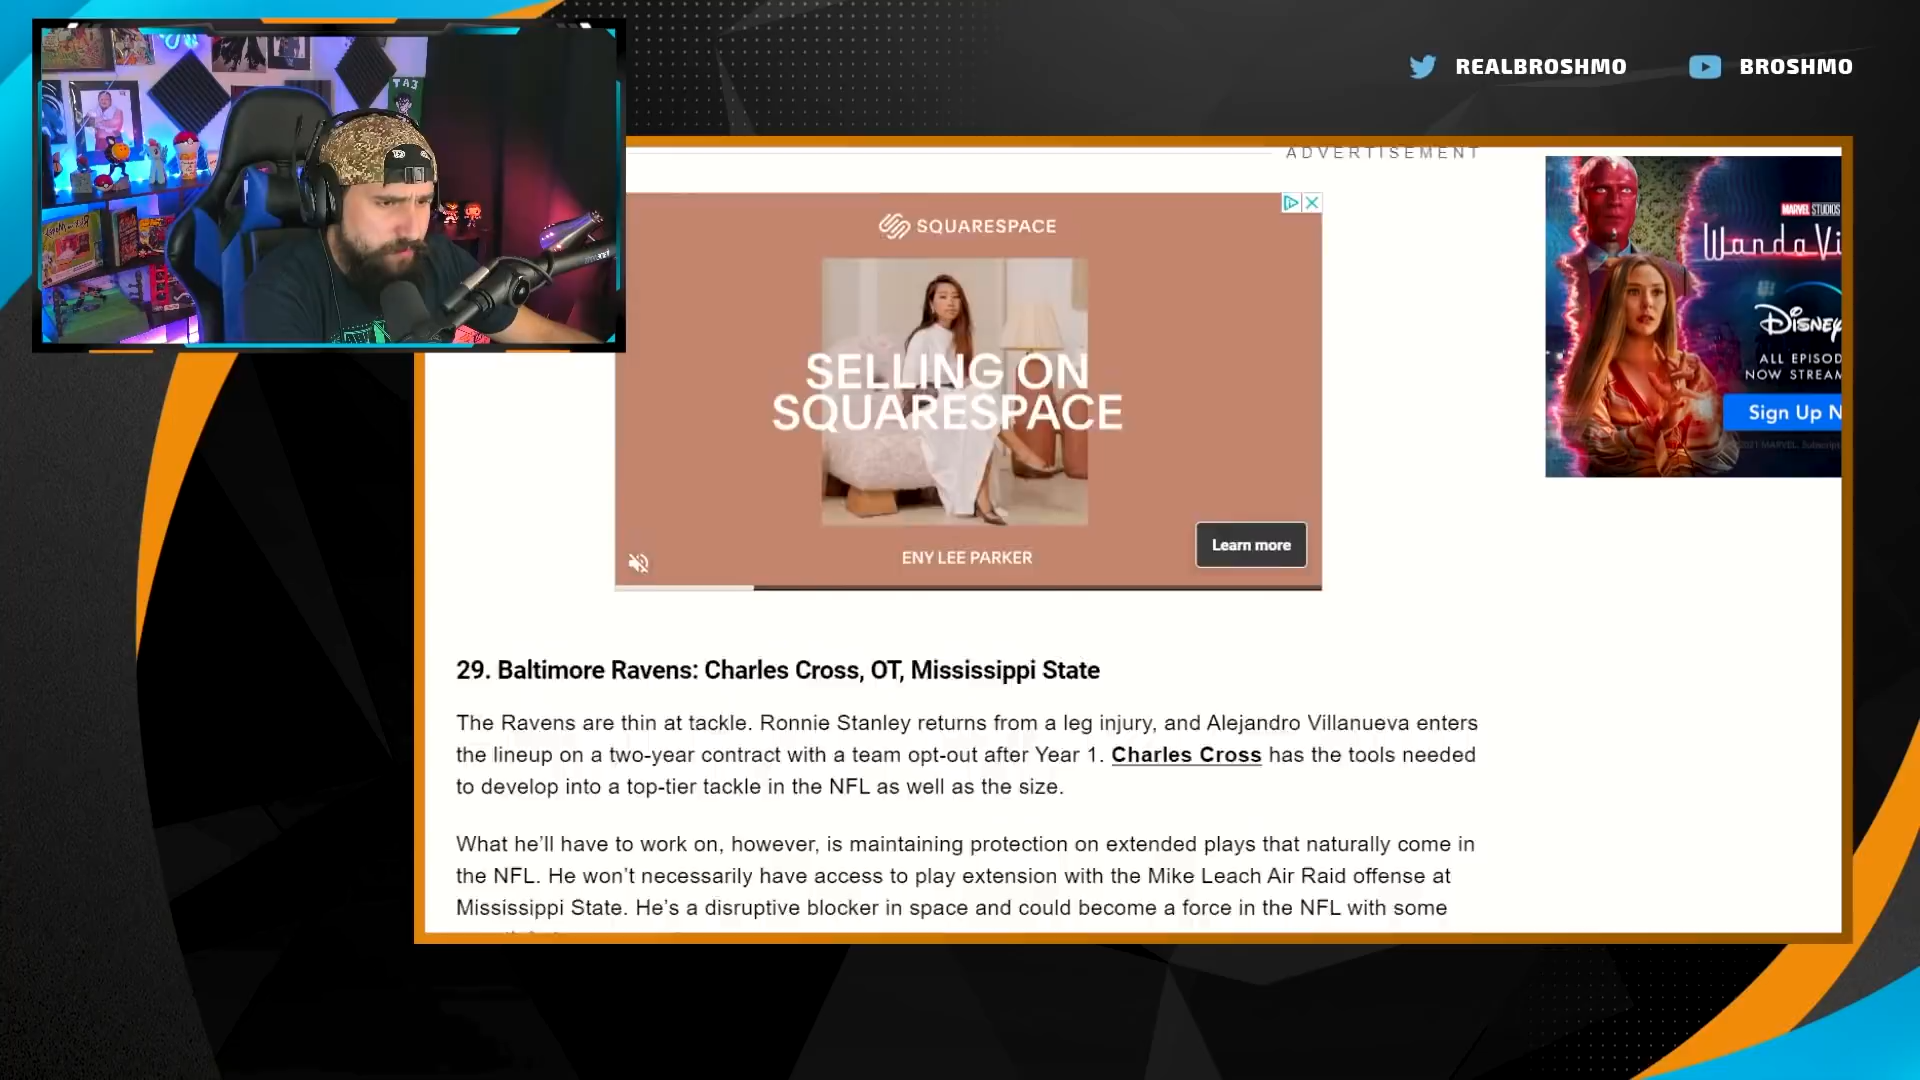 REALBROSHMO
BROSHMO
ADVERTISEMENT
SQUARESPACE
SELLING ON
SQUARESPACE
ENY LEE PARKER
Learn more
MARVEL STUDIOS
WandaVi
Disney
ALL EPISOD
NOW STREAM
Sign Up N
29. Baltimore Ravens: Charles Cross, OT, Mississippi State
The Ravens are thin at tackle. Ronnie Stanley returns from a leg injury, and Alejandro Villanueva enters
the lineup on a two-year contract with a team opt-out after Year 1. Charles Cross has the tools needed
to develop into a top-tier tackle in the NFL as well as the size.
What he’ll have to work on, however, is maintaining protection on extended plays that naturally come in
the NFL. He won’t necessarily have access to play extension with the Mike Leach Air Raid offense at
Mississippi State. He’s a disruptive blocker in space and could become a force in the NFL with some